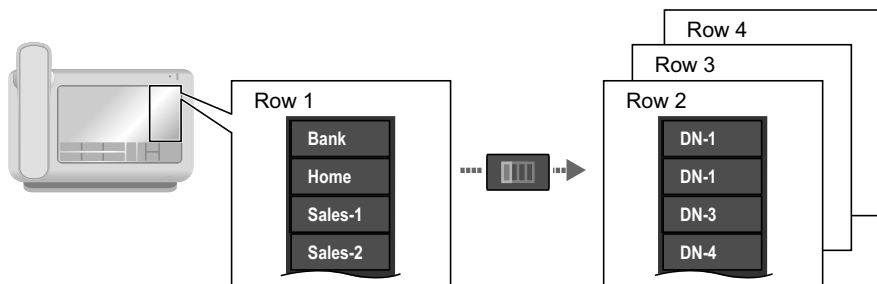 Row 1
Bank
Home
Sales-1
Sales-2
Row 4
Row 3
Row 2
DN-1
DN-1
DN-3
DN-4